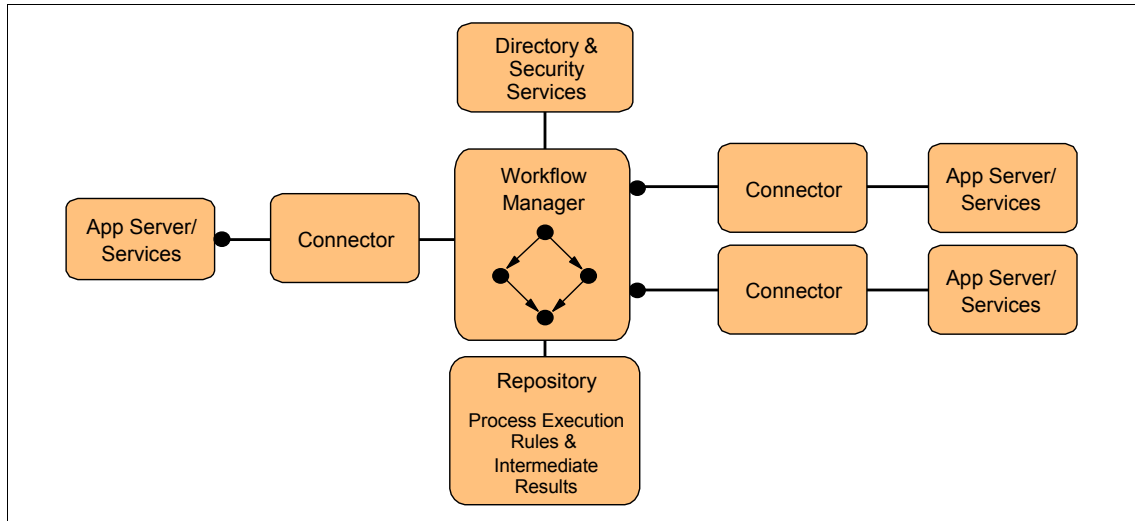 Directory &
Security
Services
Workflow
Manager
App Server/
Services
Connector
Connector
App Server/
Services
Connector
App Server/
Services
Repository
Process Execution
Rules &
Intermediate
Results